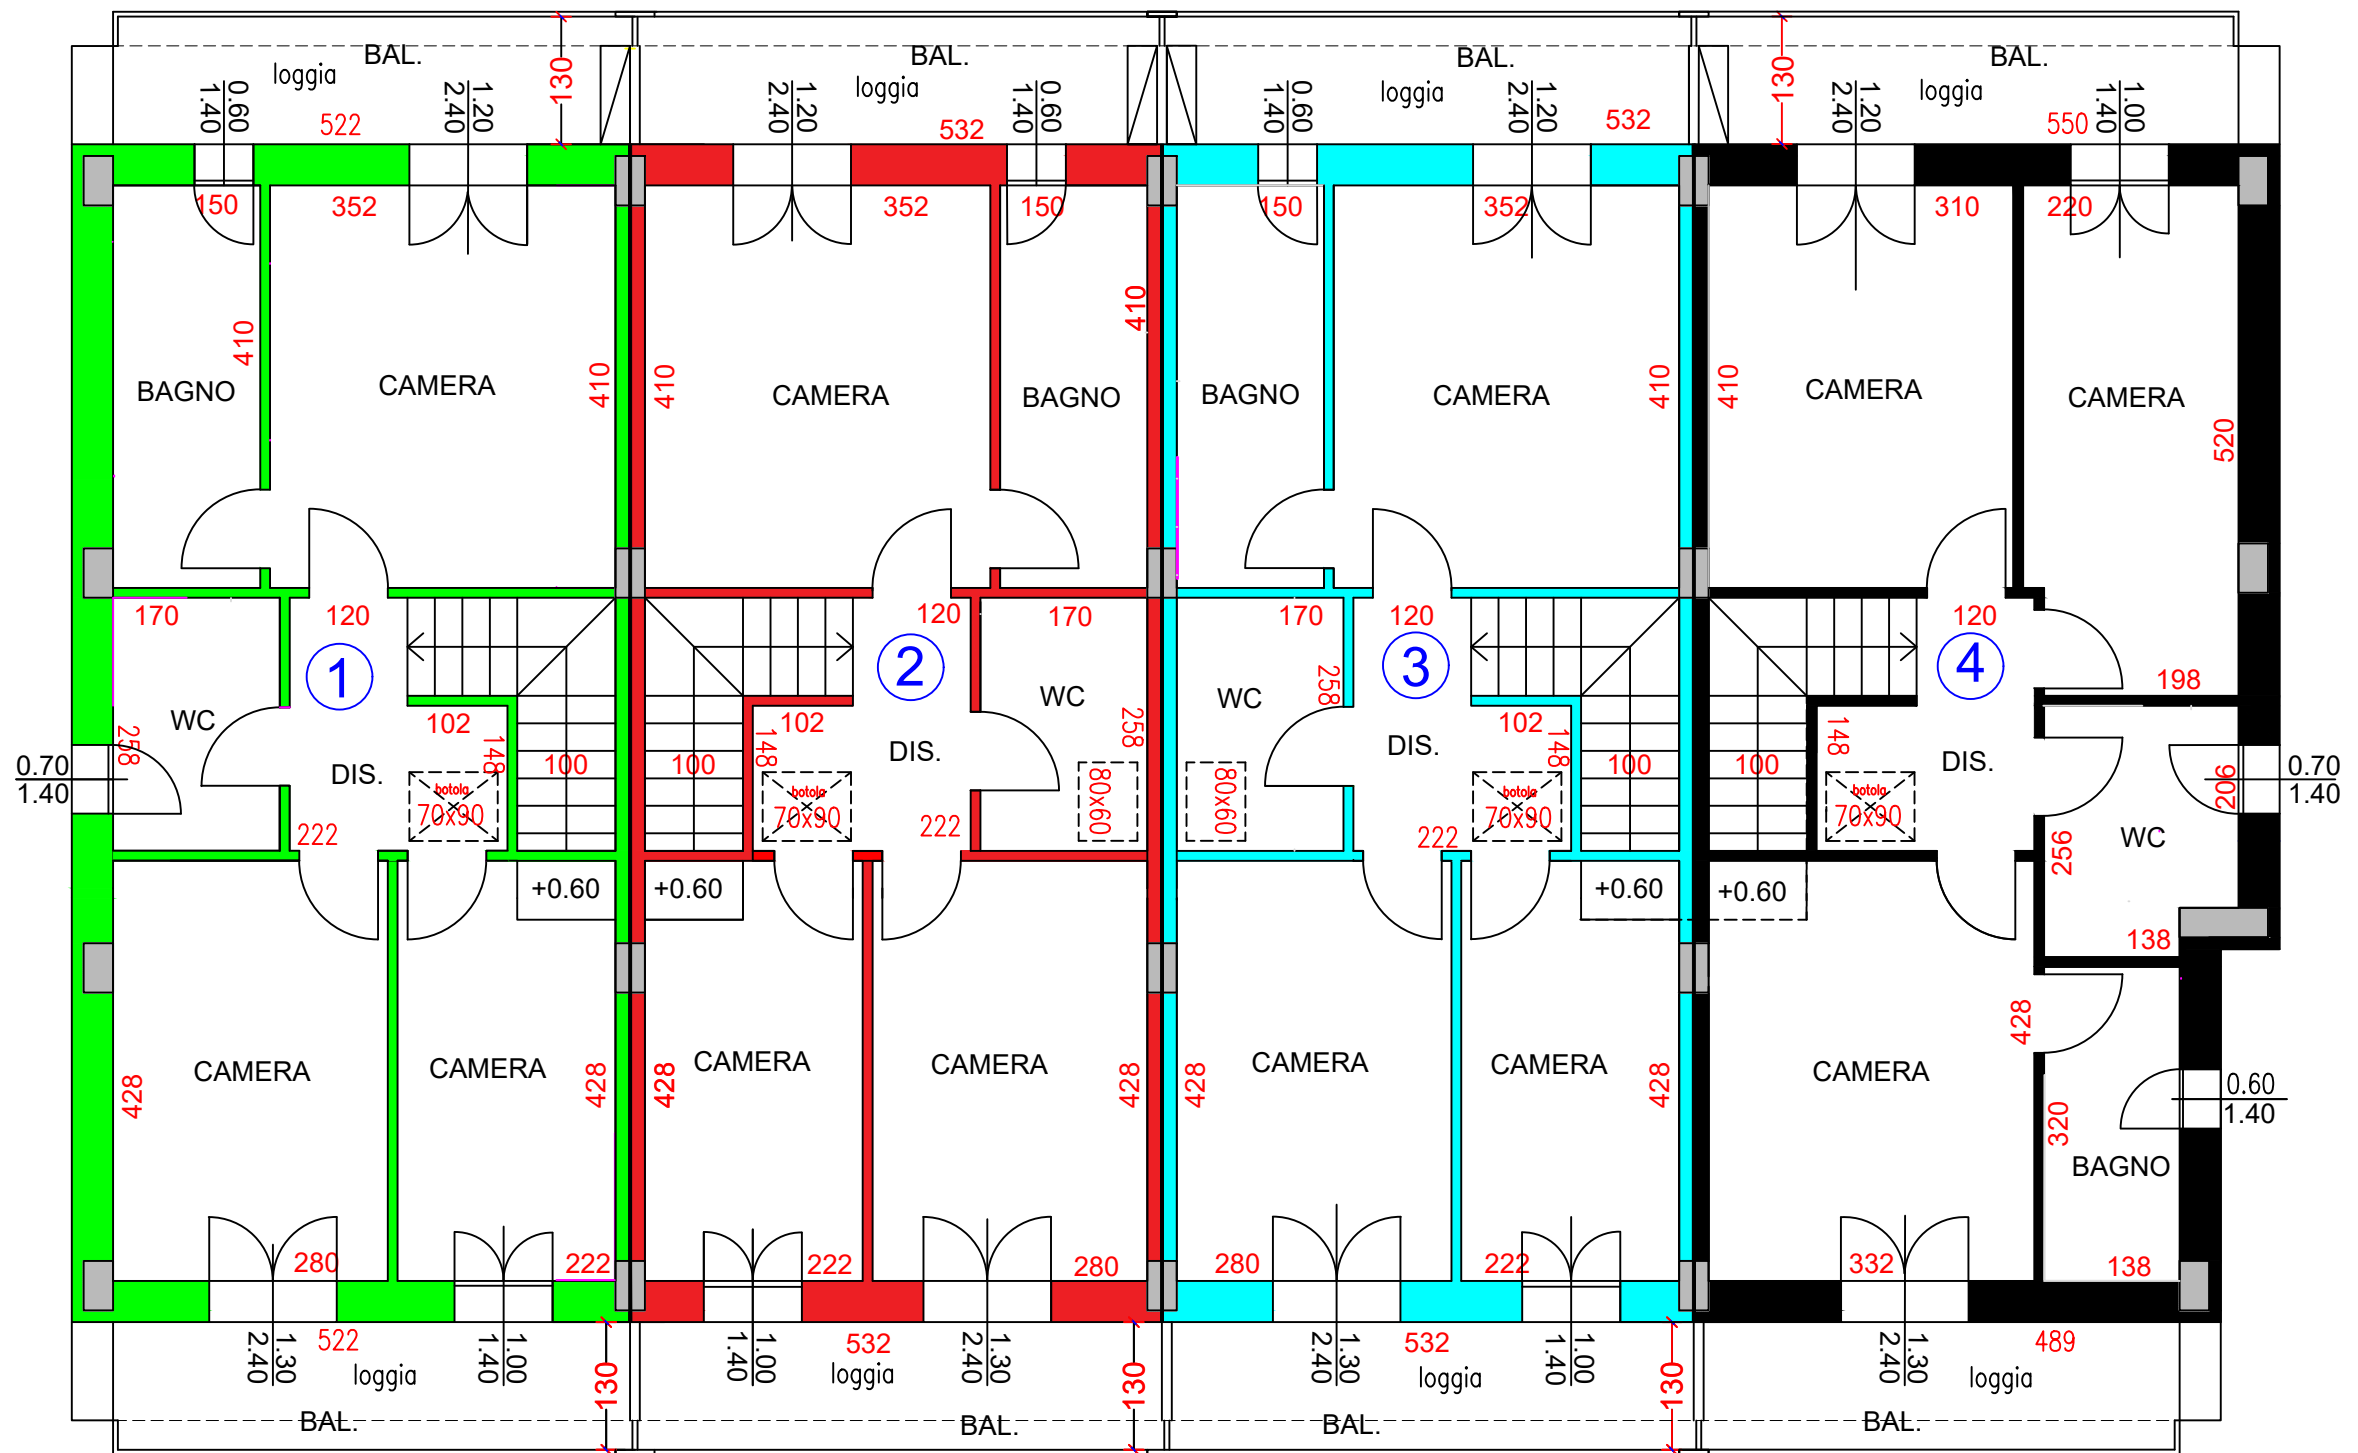 BAL. BAL. BAL. BAL.
loggia loggia loggia loggia
130 130
0.60 1.40
1.20 2.40
1.20 2.40
0.60 1.40
0.60 1.40
1.20 2.40
1.20 2.40
1.00 1.40
522 532 532 550
150 352 352 150 150 352 310 220
410 410 410 410 410 410 520
BAGNO CAMERA CAMERA BAGNO BAGNO CAMERA CAMERA CAMERA
170 120 120 170 170 120 120
1 2 3 4
198
WC WC WC
258 258 258
102 102 102
148 148 148 148
DIS. DIS. DIS. DIS.
100 100 100 100
0.70
1.40
0.70
1.40
206
botola botola botola botola
70x90 70x90 70x90 70x90
80x60 80x60
222 222 222
WC
256
+0.60 +0.60 +0.60 +0.60
138
428
CAMERA CAMERA CAMERA CAMERA CAMERA CAMERA CAMERA
428 428 428 428 428 428
0.60
1.40
320
BAGNO
280 222 222 280 280 222 332 138
522 532 532 489
1.30 2.40
1.00 1.40
1.00 1.40
1.30 2.40
1.30 2.40
1.00 1.40
1.30 2.40
loggia loggia loggia loggia
130 130 130
BAL. BAL. BAL. BAL.